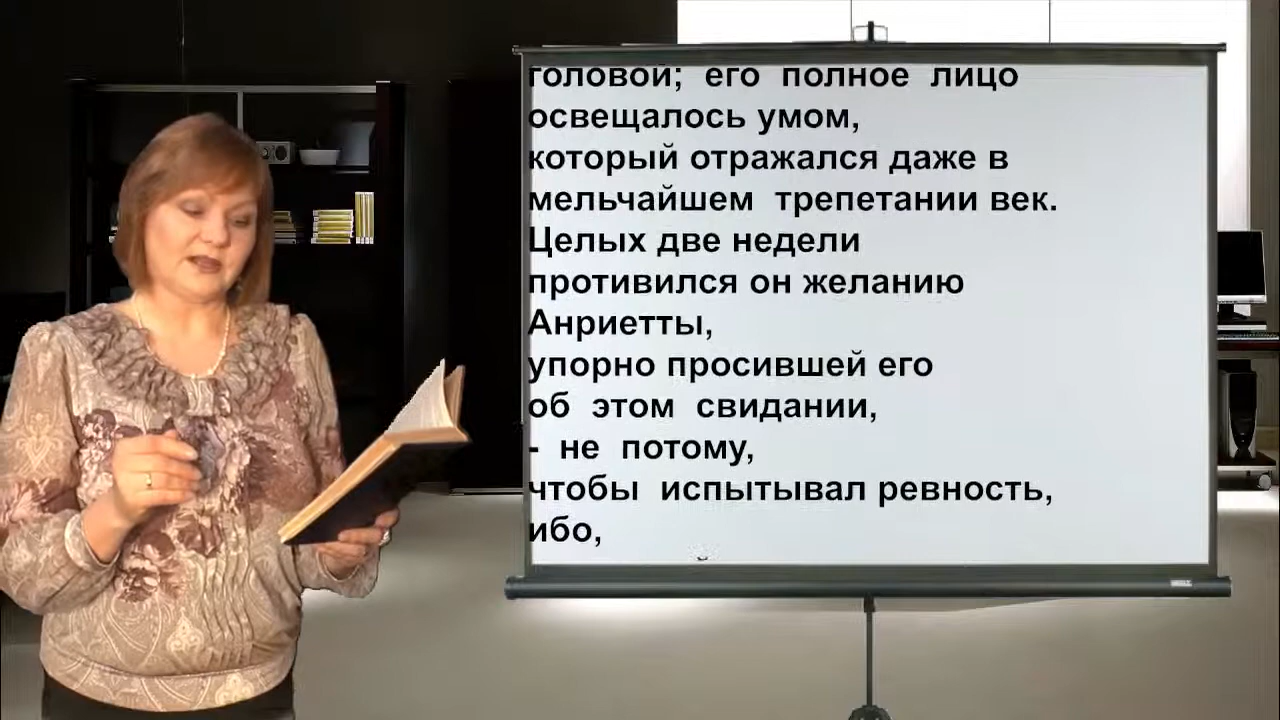 головой; его полное лицо
освещалось умом,
который отражался даже в
мельчайшем трепетании век.
Целых две недели
противился он желанию
Анриетты,
упорно просившей его
об этом свидании,
- не потому,
чтобы испытывал ревность,
ибо,